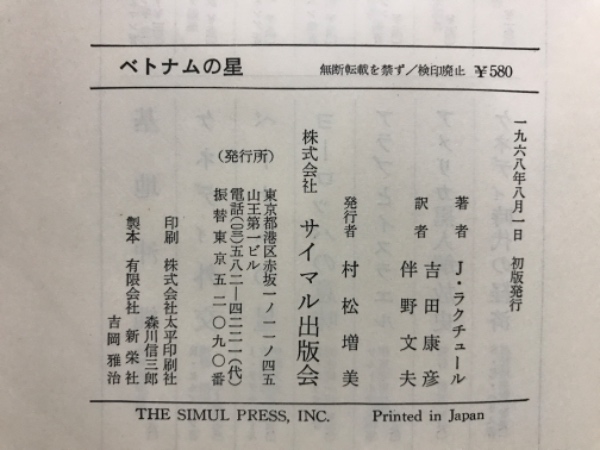 ベトナムの星
無断転載を禁ず／検印廃止 ¥580
一九六八年八月一日 初版発行
著者 J・ラクチュール
訳者 吉田康彦
伴野文夫
発行者 村松増美
株式会社 サイマル出版会
（発行所）
東京都港区赤坂一ノ一一ノ四五
山王第一ビル
電話（〇三）五八二―四二二一（代）
振替東京五二〇九〇番
印刷 株式会社太平印刷社
森川信三郎
製本 有限会社 新栄社
吉岡雅治
THE SIMUL PRESS, INC. Printed in Japan